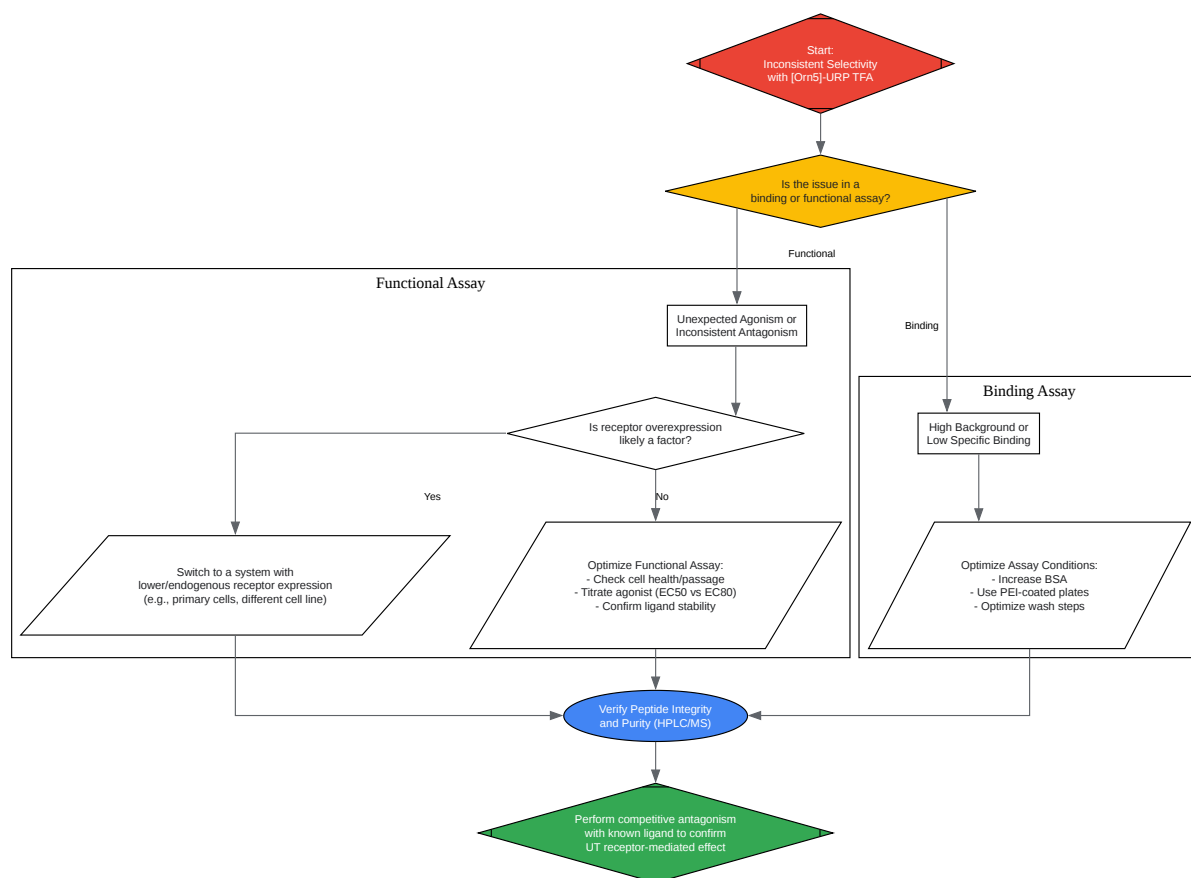 Start:
Inconsistent Selectivity
with [Orn5]-URP TFA
Is the issue in a
binding or functional assay?
Functional
Functional Assay
Unexpected Agonism or
Inconsistent Antagonism
Binding
Binding Assay
High Background or
Low Specific Binding
Is receptor overexpression
likely a factor?
Yes
No
Switch to a system with
lower/endogenous receptor expression
(e.g., primary cells, different cell line)
Optimize Functional Assay:
- Check cell health/passage
- Titrate agonist (EC50 vs EC80)
- Confirm ligand stability
Optimize Assay Conditions:
- Increase BSA
- Use PEI-coated plates
- Optimize wash steps
Verify Peptide Integrity
and Purity (HPLC/MS)
Perform competitive antagonism
with known ligand to confirm
UT receptor-mediated effect